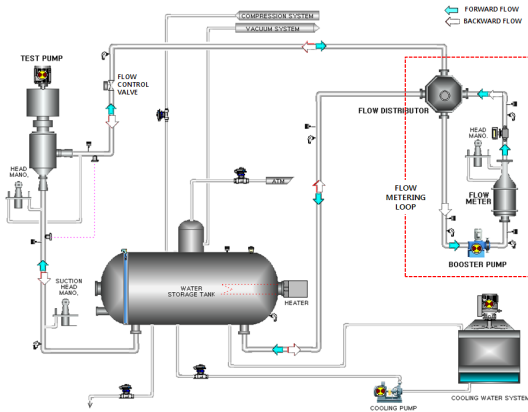 COMPRESSION SYSTEM
VACUUM SYSTEM
FORWARD FLOW
BACKWARD FLOW
TEST PUMP
FLOW
CONTROL
VALVE
FLOW DISTRIBUTOR
HEAD
MANO.
HEAD
MANO.
ATM
FLOW
METERING
LOOP
FLOW
METER
BOOSTER PUMP
SUCTION
HEAD
MANO.
WATER
STORAGE TANK
HEATER
COOLING PUMP
COOLING WATER SYSTEM